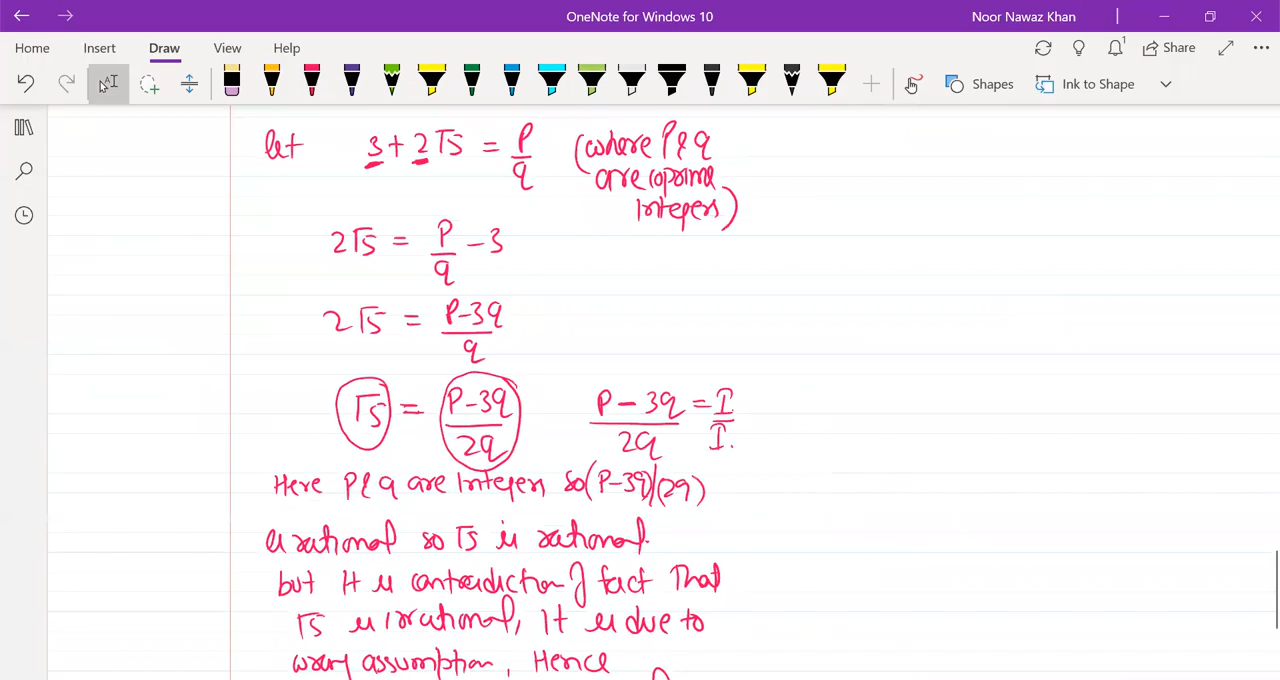 OneNote for Windows 10
Noor Nawaz Khan
Home Insert Draw View Help
1
Share
Shapes
Ink to Shape
let 3 + 2√5 = P/q (where P & q
are coprime
integers)
2√5 = P/q - 3
2√5 = P-3q/q
√5 = P-3q/2q P-3q/2q = I/I.
Here P & q are Integers so (P-3q)/(2q)
is rational so √5 is rational.
but It is contradiction of fact That
√5 is irrational, It is due to
wrong assumption, Hence